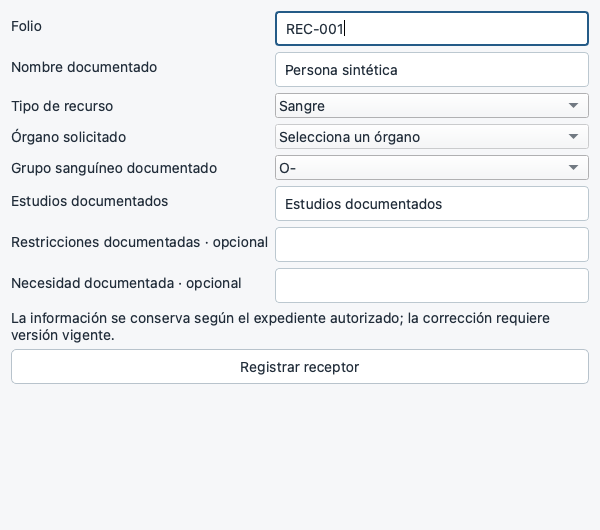 Folio
REC-001
Nombre documentado
Persona sintética
Tipo de recurso
Sangre
Órgano solicitado
Selecciona un órgano
Grupo sanguíneo documentado
O-
Estudios documentados
Estudios documentados
Restricciones documentadas · opcional
Necesidad documentada · opcional
La información se conserva según el expediente autorizado; la corrección requiere
versión vigente.
Registrar receptor